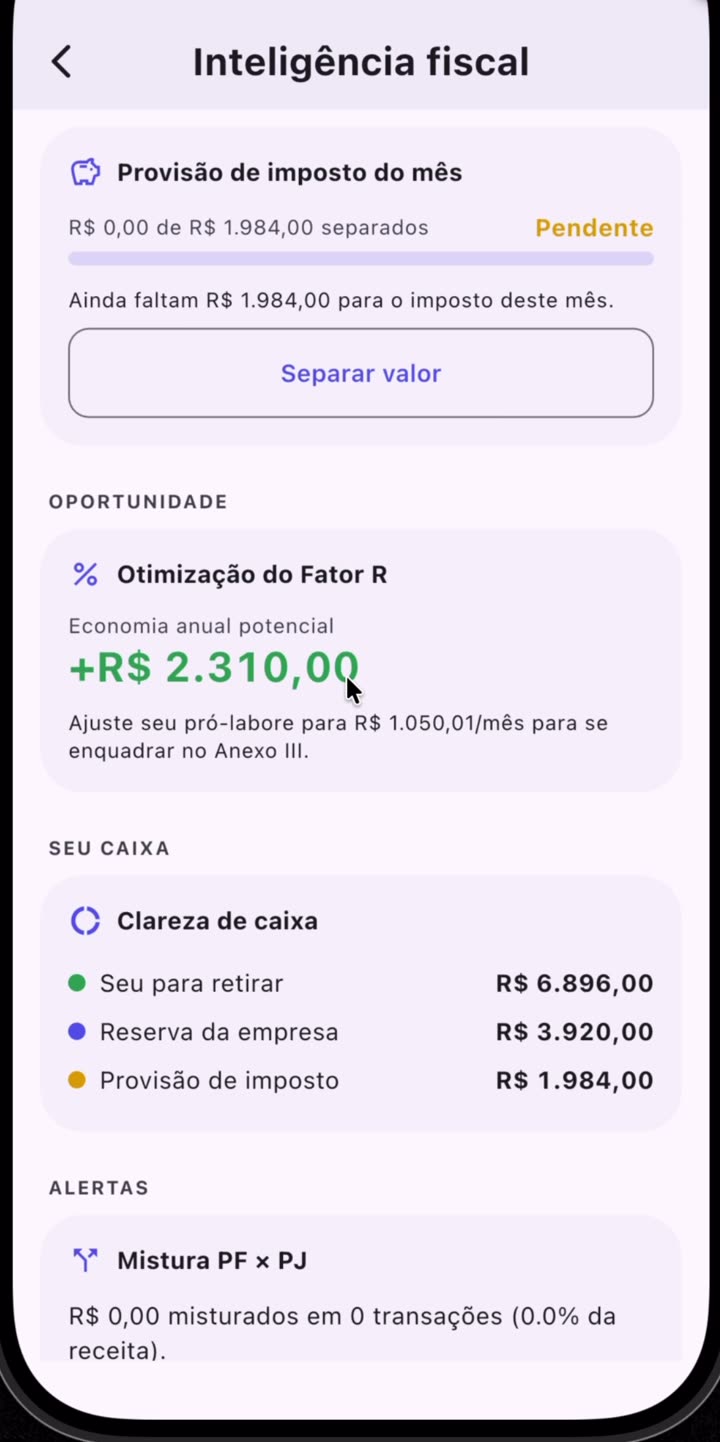 Inteligência fiscal
Provisão de imposto do mês
R$ 0,00 de R$ 1.984,00 separados
Pendente
Ainda faltam R$ 1.984,00 para o imposto deste mês.
Separar valor
OPORTUNIDADE
Otimização do Fator R
Economia anual potencial
+R$ 2.310,00
Ajuste seu pró-labore para R$ 1.050,01/mês para se
enquadrar no Anexo III.
SEU CAIXA
Clareza de caixa
Seu para retirar R$ 6.896,00
Reserva da empresa R$ 3.920,00
Provisão de imposto R$ 1.984,00
ALERTAS
Mistura PF × PJ
R$ 0,00 misturados em 0 transações (0.0% da
receita).